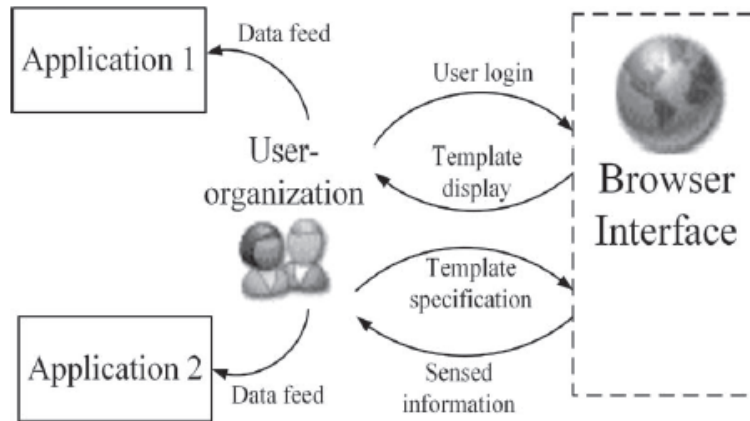 Data feed
Application 1
User login
User-
organization
Template
display
Browser
Interface
Template
specification
Application 2
Data feed
Sensed
information